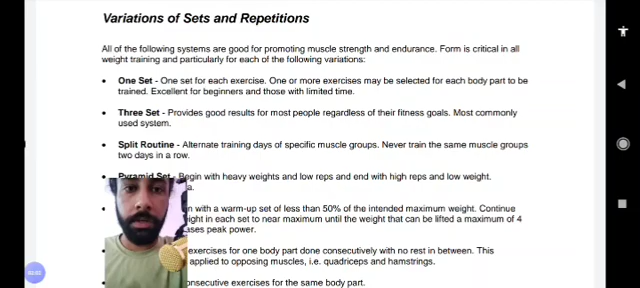 Variations of Sets and Repetitions
All of the following systems are good for promoting muscle strength and endurance. Form is critical in all
weight training and particularly for each of the following variations:
• One Set - One set for each exercise. One or more exercises may be selected for each body part to be
trained. Excellent for beginners and those with limited time.
• Three Set - Provides good results for most people regardless of their fitness goals. Most commonly
used system.
• Split Routine - Alternate training days of specific muscle groups. Never train the same muscle groups
two days in a row.
• Pyramid Set - Begin with heavy weights and low reps and end with high reps and low weight.
a.
with a warm-up set of less than 50% of the intended maximum weight. Continue
in each set to near maximum until the weight that can be lifted a maximum of 4
peak power.
exercises for one body part done consecutively with no rest in between. This
applied to opposing muscles, i.e. quadriceps and hamstrings.
exercises for the same body part.